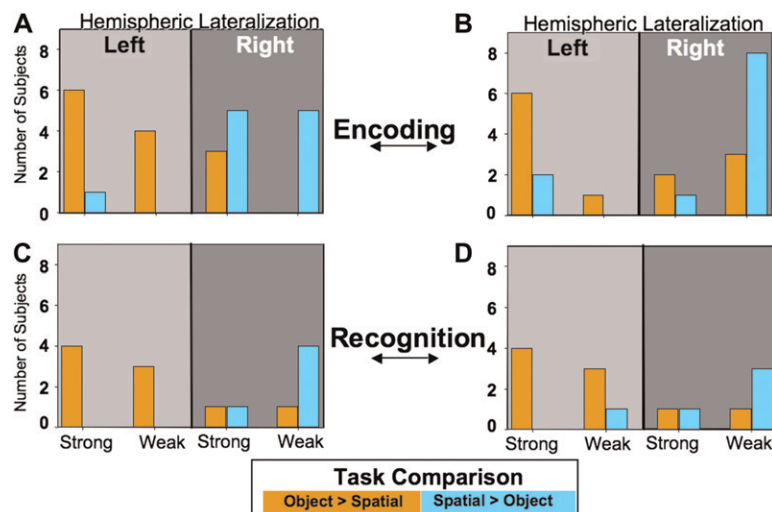 A
Hemispheric Lateralization
Left Right
Number of Subjects
8
6
4
2
0
Encoding
B
Hemispheric Lateralization
Left Right
8
6
4
2
0
C
Number of Subjects
8
6
4
2
0
Strong Weak Strong Weak
Recognition
D
8
6
4
2
0
Strong Weak Strong Weak
Task Comparison
Object > Spatial Spatial > Object